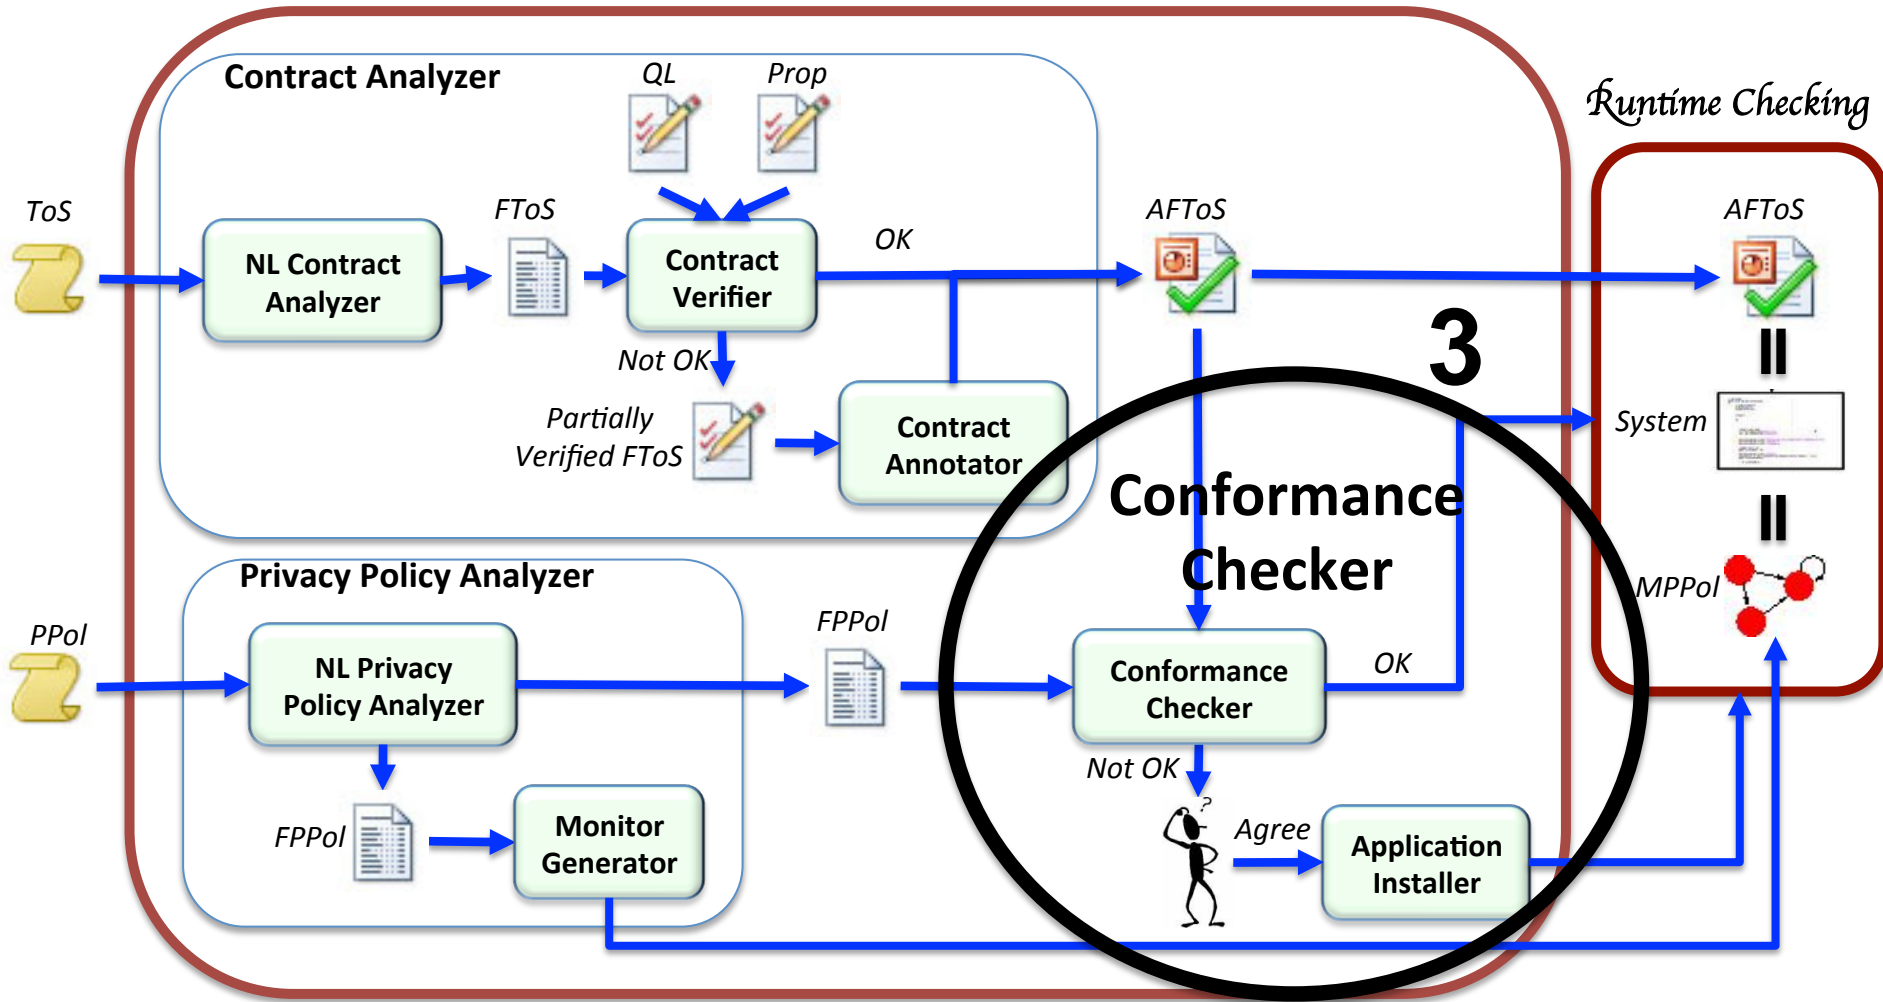 Contract Analyzer
QL
Prop
Runtime Checking
ToS
FToS
AFToS
AFToS
NL Contract
Analyzer
Contract
Verifier
OK
3
Not OK
Partially
Verified FToS
Contract
Annotator
System
Conformance
Checker
Privacy Policy Analyzer
MPPol
PPol
FPPol
NL Privacy
Policy Analyzer
Conformance
Checker
OK
Not OK
?
FPPol
Monitor
Generator
Agree
Application
Installer